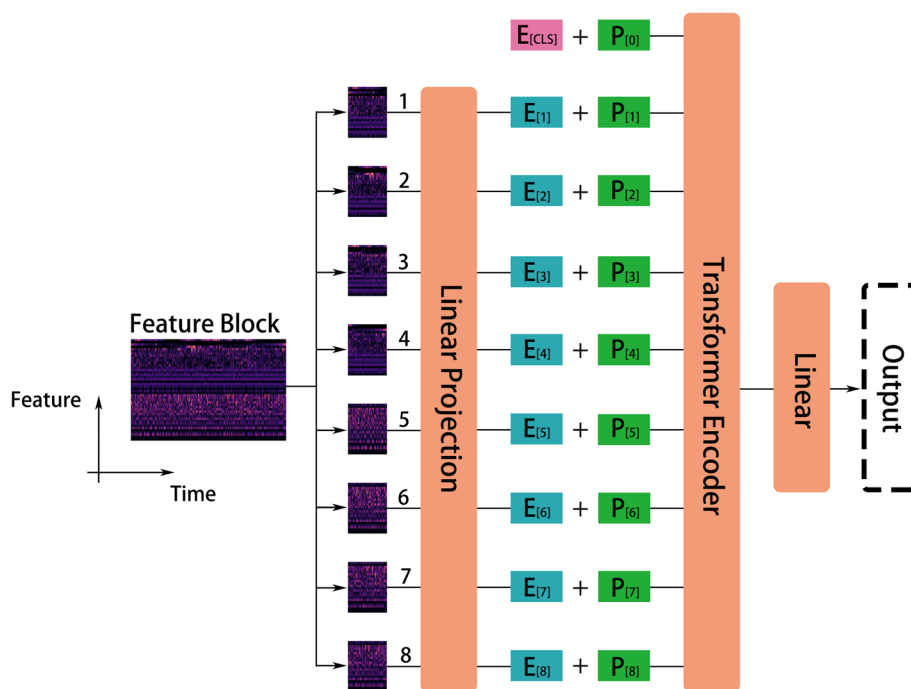 E[CLS] + P[0]
1 E[1] + P[1]
2 E[2] + P[2]
3 E[3] + P[3]
Feature Block
4 E[4] + P[4]
Feature
5 E[5] + P[5]
Time
6 E[6] + P[6]
7 E[7] + P[7]
8 E[8] + P[8]
Linear Projection
Transformer Encoder
Linear
Output